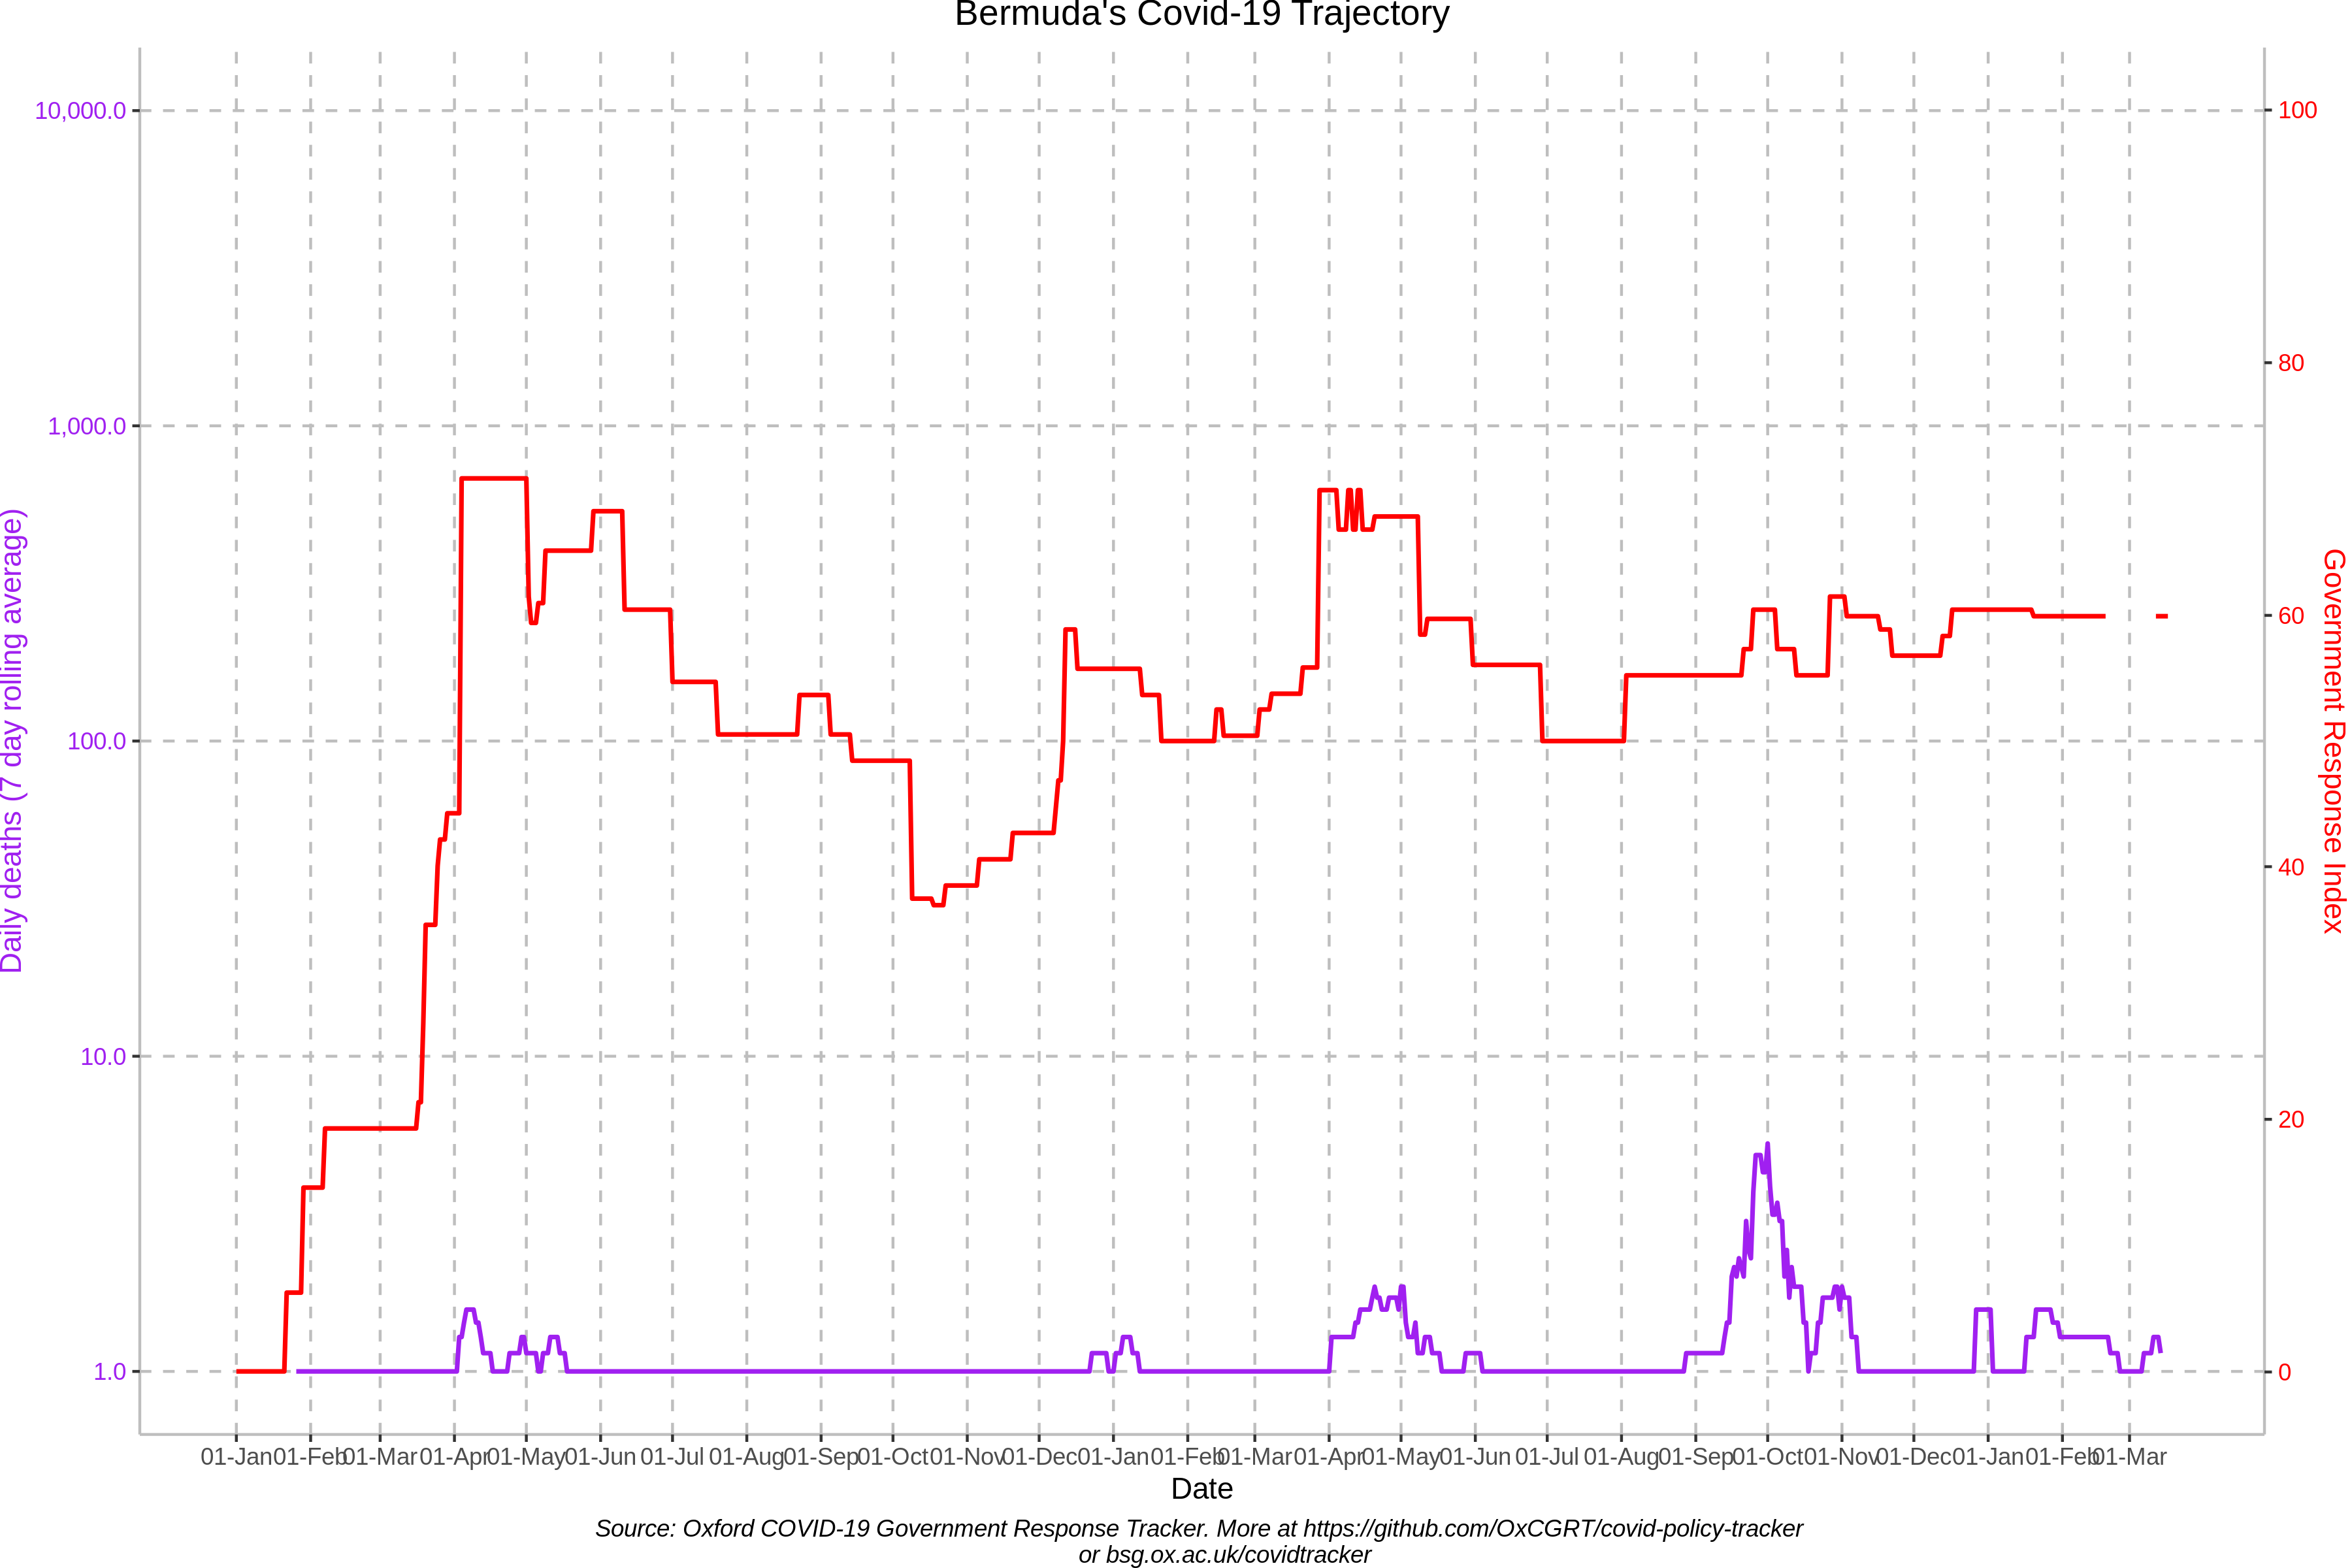 Bermuda's Covid-19 Trajectory
Daily deaths (7 day rolling average)
10,000.0
1,000.0
100.0
10.0
1.0
100
80
60
40
20
0
Government Response Index
01-Jan 01-Feb 01-Mar 01-Apr 01-May 01-Jun 01-Jul 01-Aug 01-Sep 01-Oct 01-Nov 01-Dec 01-Jan 01-Feb 01-Mar 01-Apr 01-May 01-Jun 01-Jul 01-Aug 01-Sep 01-Oct 01-Nov 01-Dec 01-Jan 01-Feb 01-Mar
Date
Source: Oxford COVID-19 Government Response Tracker. More at https://github.com/OxCGRT/covid-policy-tracker
or bsg.ox.ac.uk/covidtracker